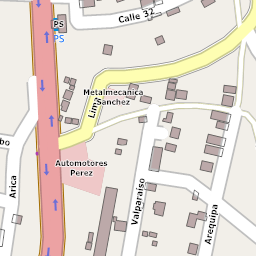 Calle 32
PS
PS
Metalmecanica
Sanchez
Lima
bo
Automotores
Perez
Arica
Valparaiso
Arequipa